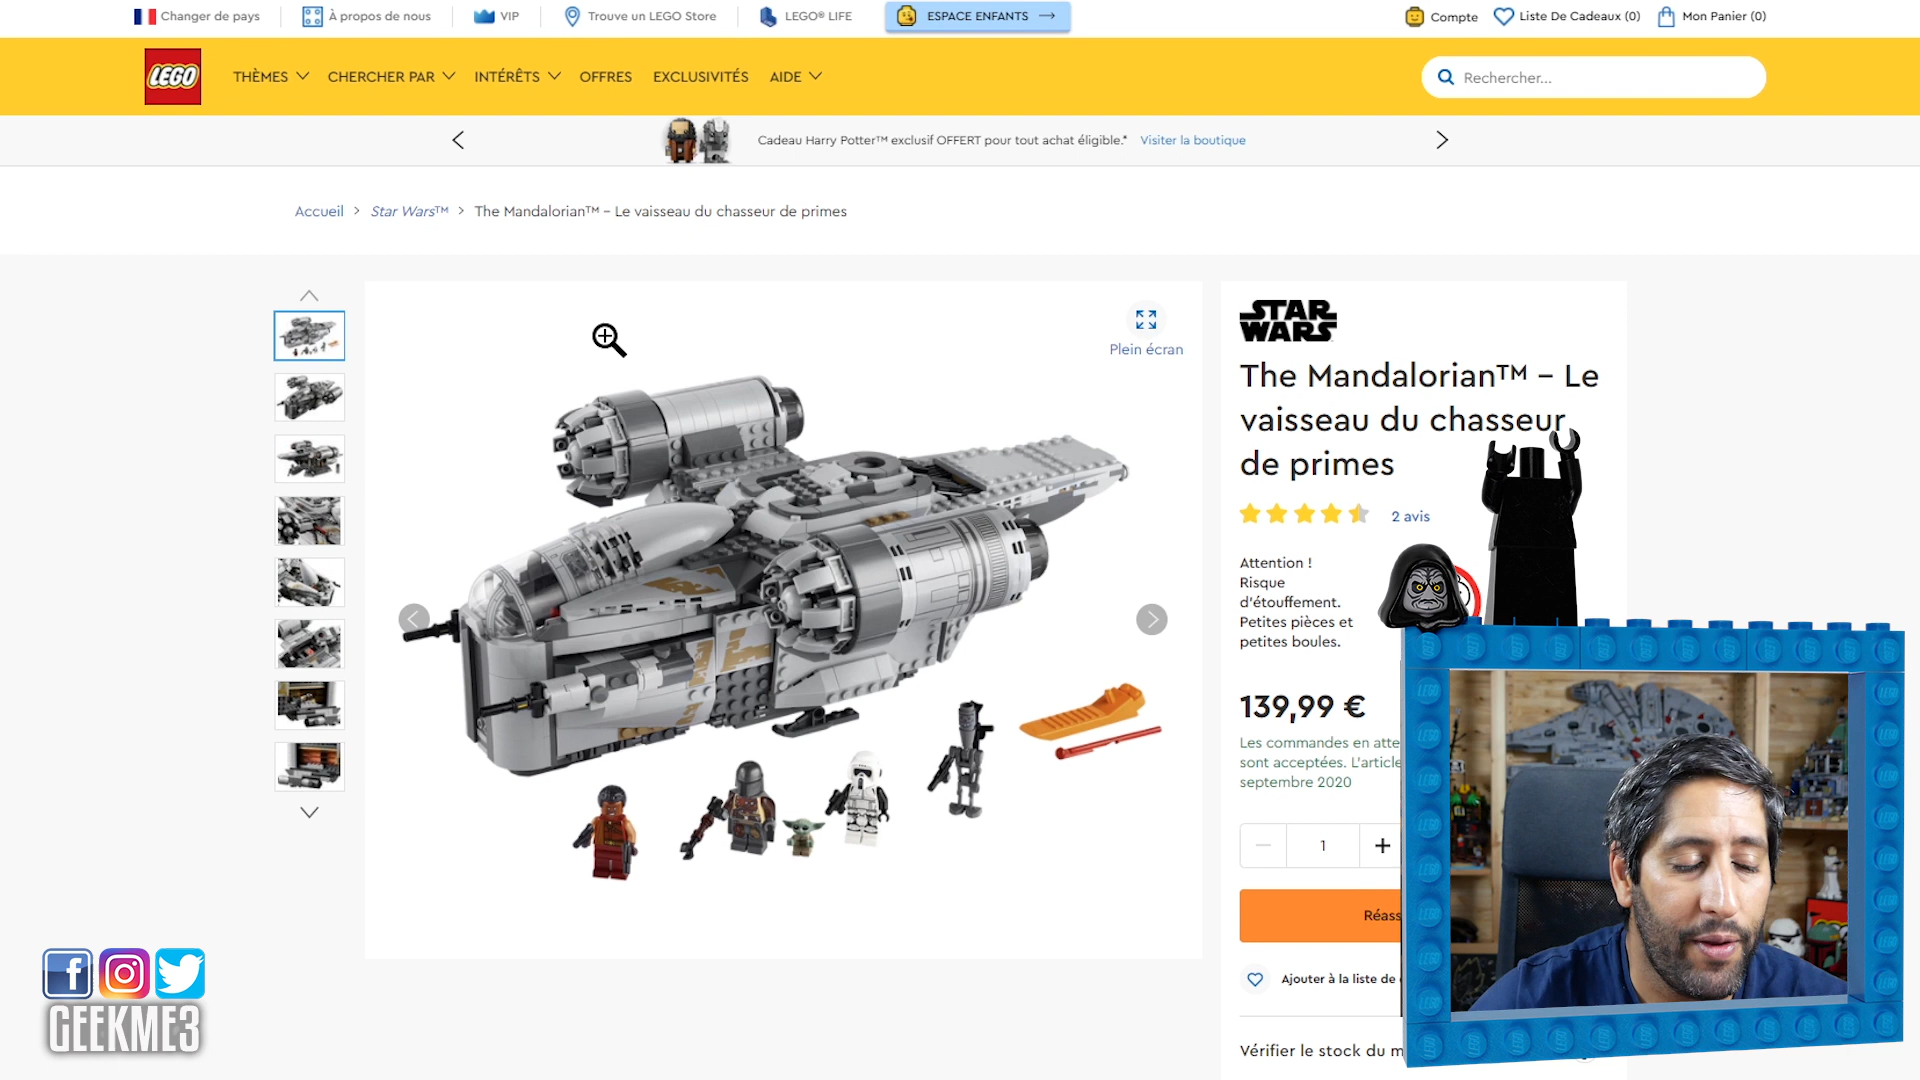 Changer de pays
À propos de nous
VIP
Trouve un LEGO Store
LEGO® LIFE
ESPACE ENFANTS
Compte
Liste De Cadeaux (0)
Mon Panier (0)
LEGO
THÈMES
CHERCHER PAR
INTÉRÊTS
OFFRES
EXCLUSIVITÉS
AIDE
Rechercher...
Cadeau Harry Potter™ exclusif OFFERT pour tout achat éligible.* Visiter la boutique
Accueil > Star Wars™ > The Mandalorian™ – Le vaisseau du chasseur de primes
Plein écran
STAR
WARS
The Mandalorian™ – Le
vaisseau du chasseur
de primes
2 avis
Attention !
Risque
d'étouffement.
Petites pièces et
petites boules.
139,99 €
Les commandes en atte
sont acceptées. L'article
septembre 2020
1
Réass
Ajouter à la liste de
Vérifier le stock du m
GEEKME3